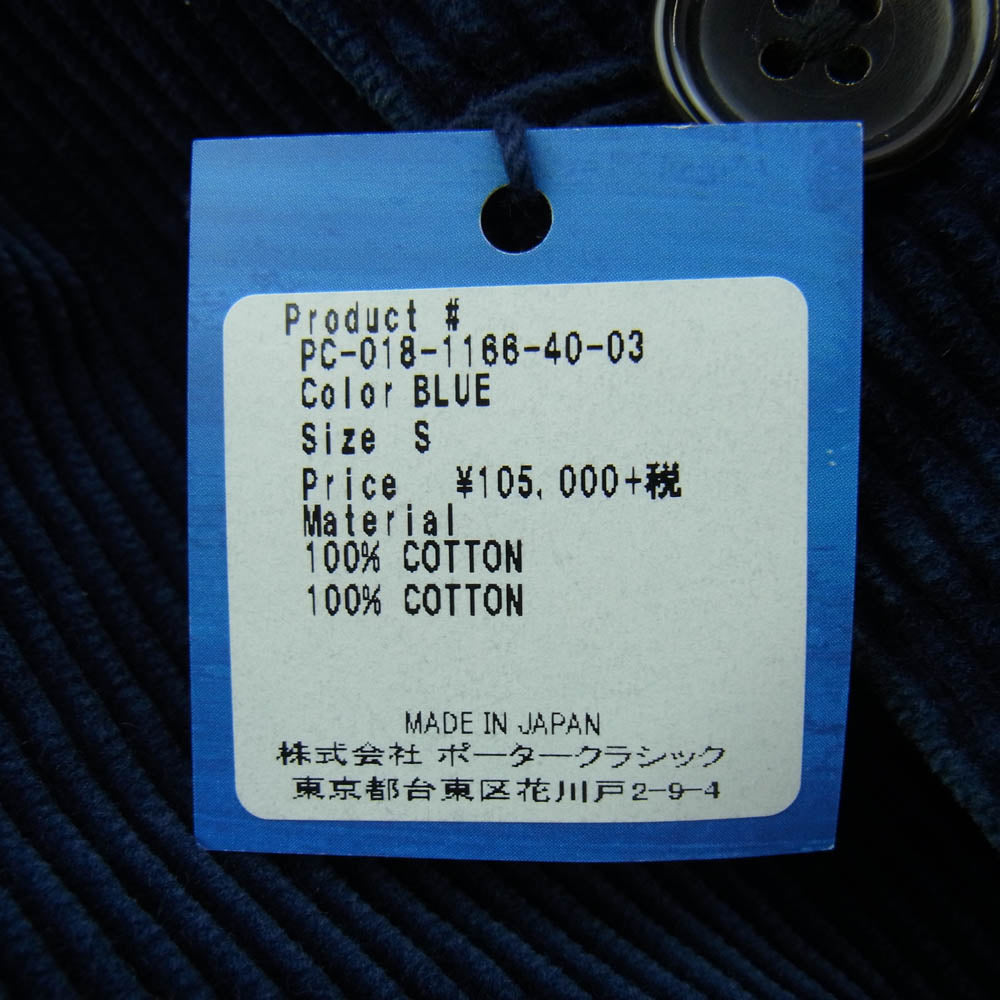 Product #
PC-018-1166-40-03
Color BLUE
Size S
Price ¥105,000+税
Material
100% COTTON
100% COTTON
MADE IN JAPAN
株式会社 ポータークラシック
東京都台東区花川戸2-9-4